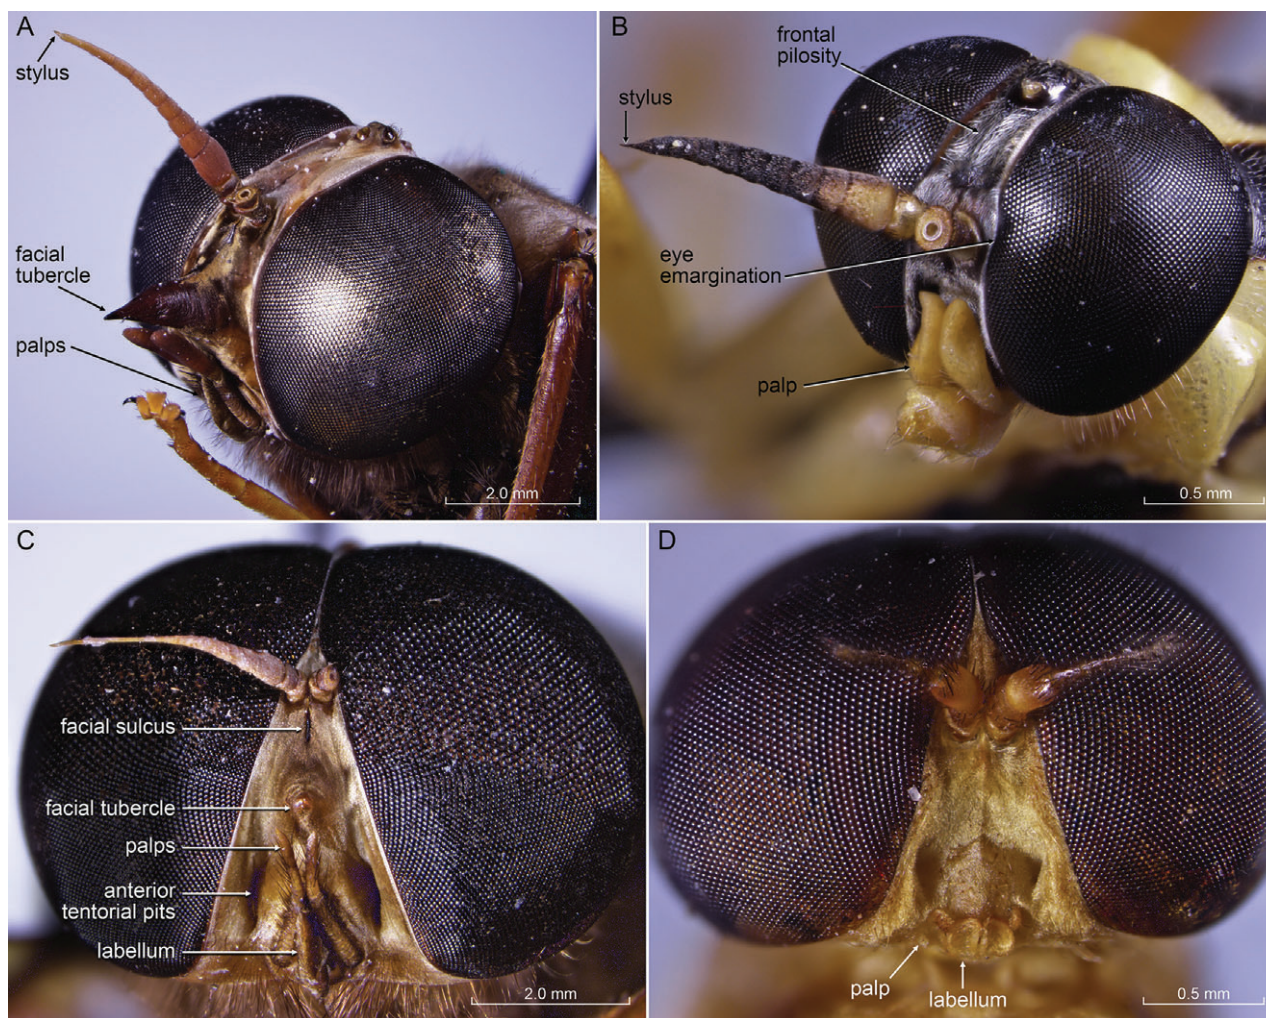 A
stylus
facial
tubercle
palps
2.0 mm
B
frontal
pilosity
stylus
eye
emargination
palp
0.5 mm
C
facial sulcus
facial tubercle
palps
anterior
tentorial pits
labellum
2.0 mm
D
palp
labellum
0.5 mm